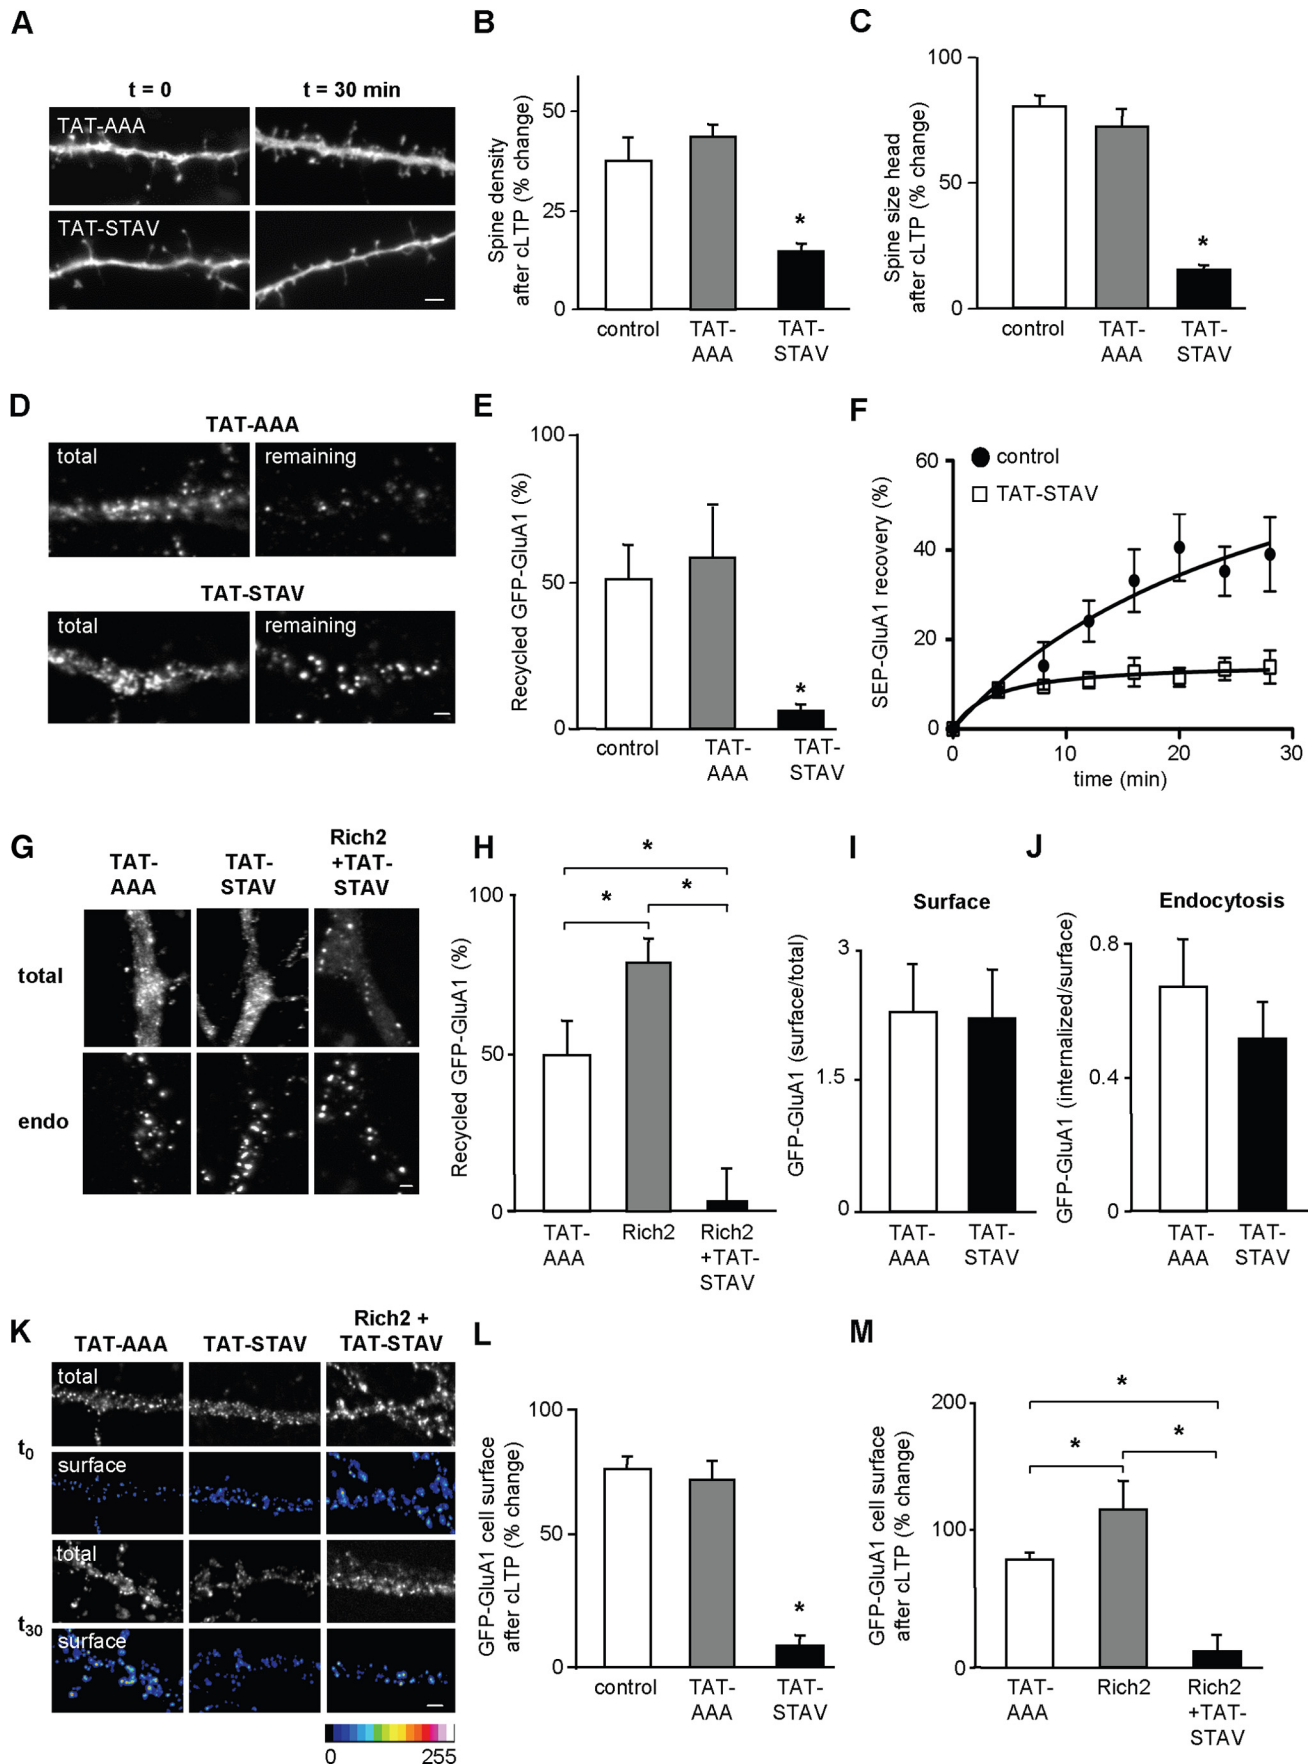 A
t = 0
t = 30 min
TAT-AAA
TAT-STAV
B
Spine density
after cLTP (% change)
50
25
0
*
control
TAT-
AAA
TAT-
STAV
C
Spine size head
after cLTP (% change)
100
50
0
*
control
TAT-
AAA
TAT-
STAV
D
TAT-AAA
total
remaining
TAT-STAV
total
remaining
E
Recycled GFP-GluA1 (%)
100
50
0
*
control
TAT-
AAA
TAT-
STAV
F
SEP-GluA1 recovery (%)
60
40
20
0
control
TAT-STAV
0
10
20
30
time (min)
G
TAT-
AAA
TAT-
STAV
Rich2
+TAT-
STAV
total
endo
H
Recycled GFP-GluA1 (%)
100
50
0
*
*
*
TAT-
AAA
Rich2
Rich2
+TAT-
STAV
I
Surface
GFP-GluA1 (surface/total)
3
1.5
0
TAT-
AAA
TAT-
STAV
J
Endocytosis
GFP-GluA1 (internalized/surface)
0.8
0.4
0
TAT-
AAA
TAT-
STAV
K
TAT-AAA
TAT-STAV
Rich2 +
TAT-STAV
t0
total
surface
t30
total
surface
0
255
L
GFP-GluA1 cell surface
after cLTP (% change)
100
50
0
*
control
TAT-
AAA
TAT-
STAV
M
GFP-GluA1 cell surface
after cLTP (% change)
200
100
0
*
*
*
TAT-
AAA
Rich2
Rich2
+TAT-
STAV